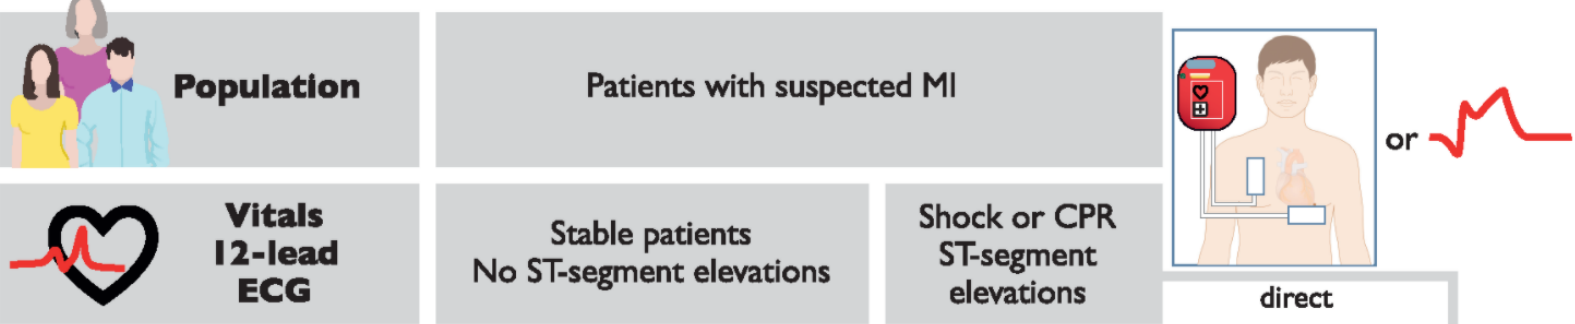 Population
Patients with suspected MI
or
Vitals
12-lead
ECG
Stable patients
No ST-segment elevations
Shock or CPR
ST-segment
elevations
direct